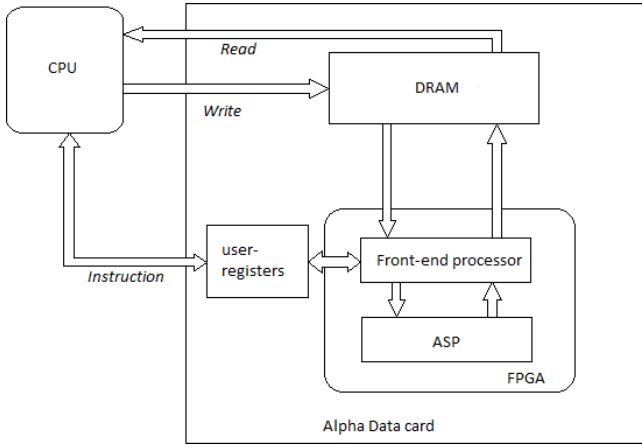 Read
CPU
DRAM
Write
user-
registers
Front-end processor
Instruction
ASP
FPGA
Alpha Data card